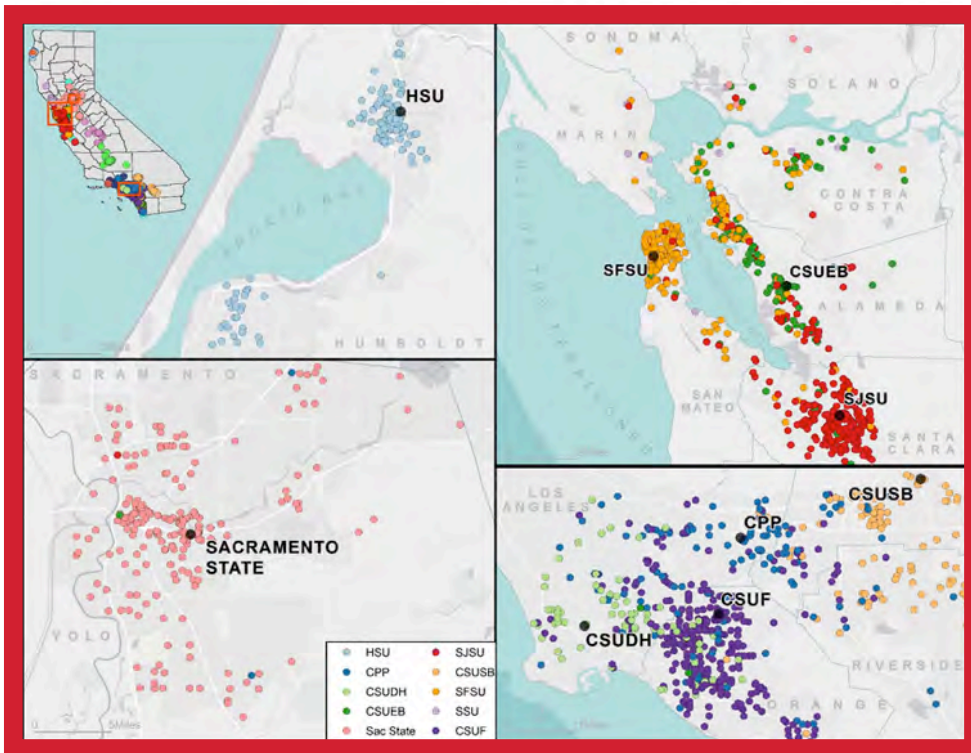 HSU
HUMBOLDT
SONOMA
SOLANO
MARIN
CONTRA
COSTA
SFSU
CSUEB
ALAMEDA
SAN
MATEO
SJSU
SANTA
CLARA
SACRAMENTO
SACRAMENTO
STATE
YOLO
5Miles
HSU
CPP
CSUDH
CSUEB
Sac State
SJSU
CSUSB
SFSU
SSU
CSUF
LOS
ANGELES
CPP
CSUSB
CSUF
CSUDH
RIVERSIDE
ORANGE